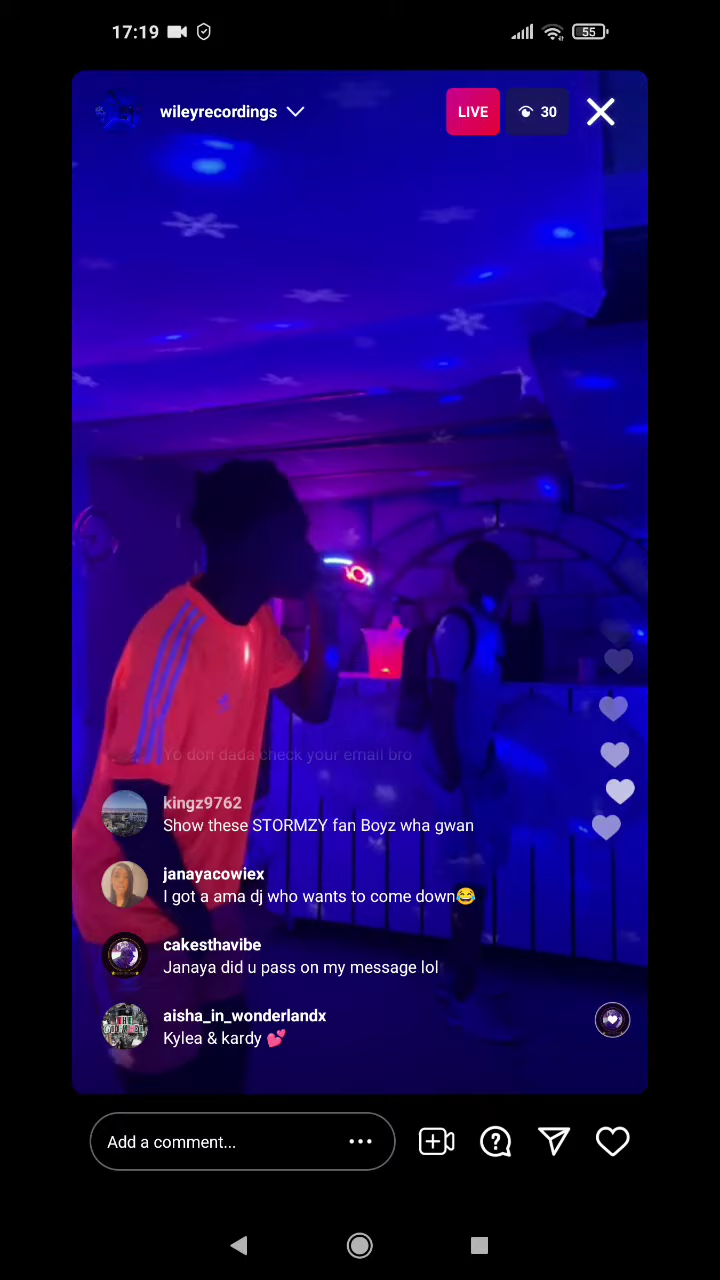 17:19
55
wileyrecordings
LIVE
30
Yo don dada check your email bro
kingz9762
Show these STORMZY fan Boyz wha gwan
janayacowiex
I got a ama dj who wants to come down😂
cakesthavibe
Janaya did u pass on my message lol
aisha_in_wonderlandx
Kylea & kardy 💕
Add a comment...